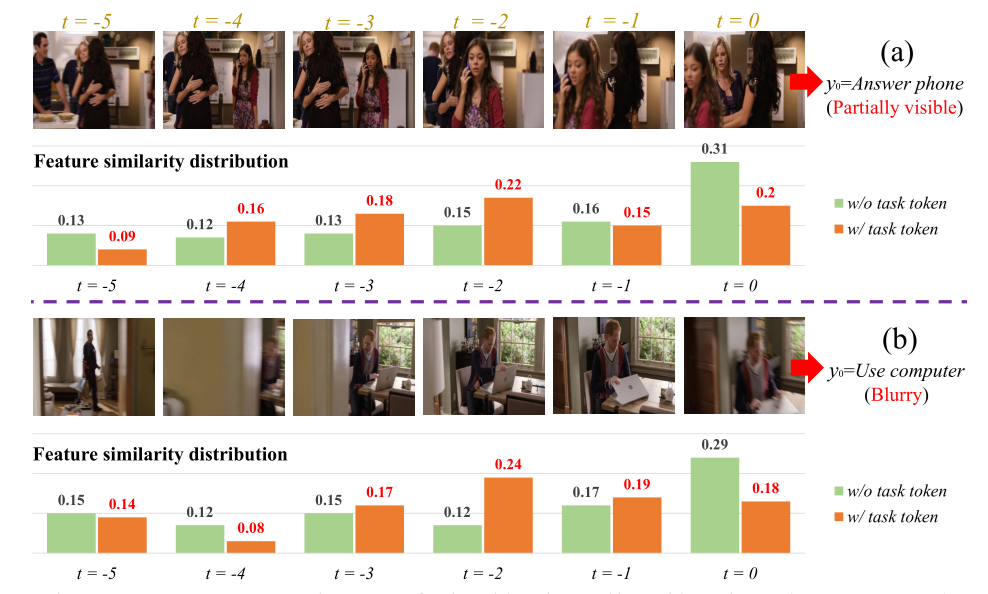 t = -5 t = -4 t = -3 t = -2 t = -1 t = 0
(a)
y₀=Answer phone
(Partially visible)
Feature similarity distribution
0.13 0.09 0.12 0.16 0.13 0.18 0.15 0.22 0.16 0.15 0.31 0.2
w/o task token
w/ task token
t = -5 t = -4 t = -3 t = -2 t = -1 t = 0
(b)
y₀=Use computer
(Blurry)
Feature similarity distribution
0.15 0.14 0.12 0.08 0.15 0.17 0.12 0.24 0.17 0.19 0.29 0.18
w/o task token
w/ task token
t = -5 t = -4 t = -3 t = -2 t = -1 t = 0